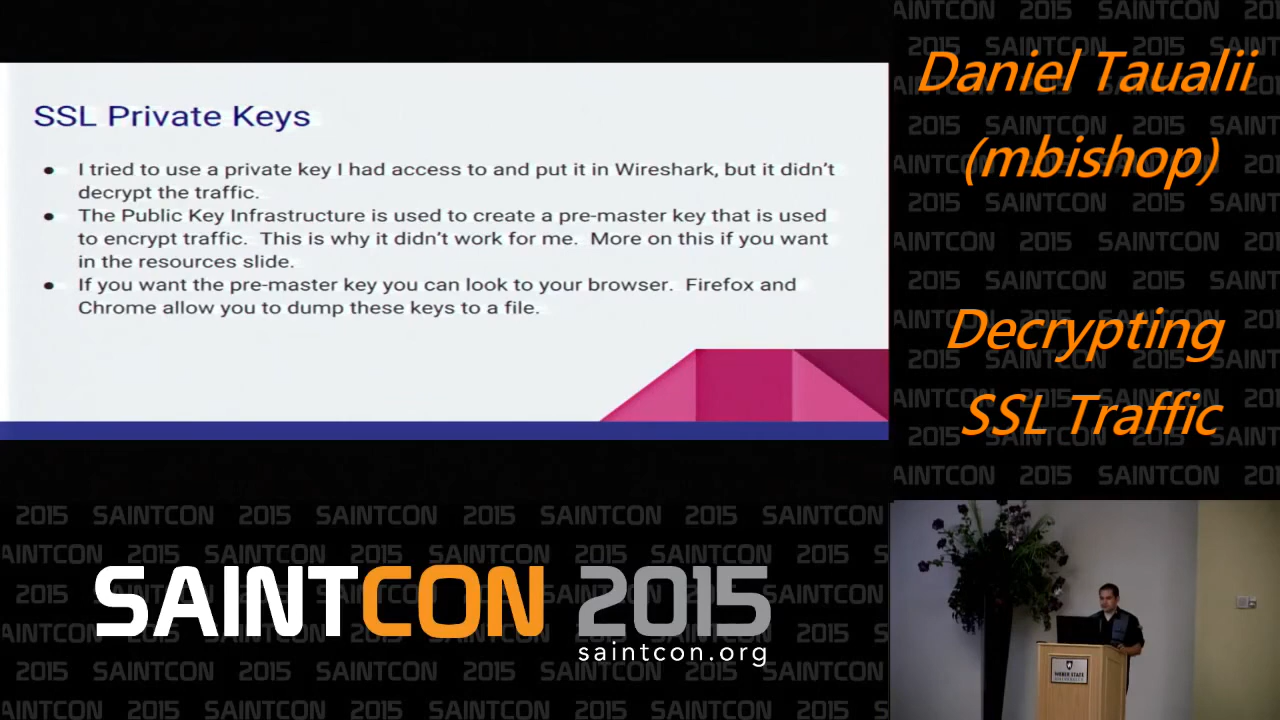 SSL Private Keys
● I tried to use a private key I had access to and put it in Wireshark, but it didn't
decrypt the traffic.
● The Public Key Infrastructure is used to create a pre-master key that is used
to encrypt traffic. This is why it didn't work for me. More on this if you want
in the resources slide.
● If you want the pre-master key you can look to your browser. Firefox and
Chrome allow you to dump these keys to a file.
Daniel Taualii
(mbishop)
Decrypting
SSL Traffic
SAINTCON 2015
saintcon.org
WEBER STATE